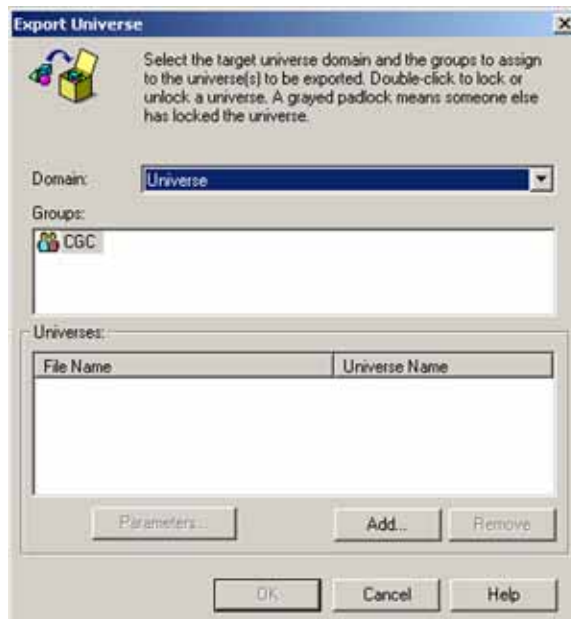 Export Universe
Select the target universe domain and the groups to assign
to the universe(s) to be exported. Double-click to lock or
unlock a universe. A grayed padlock means someone else
has locked the universe.
Domain:
Universe
Groups:
CGC
Universes:
File Name
Universe Name
Parameters...
Add...
Remove
OK
Cancel
Help